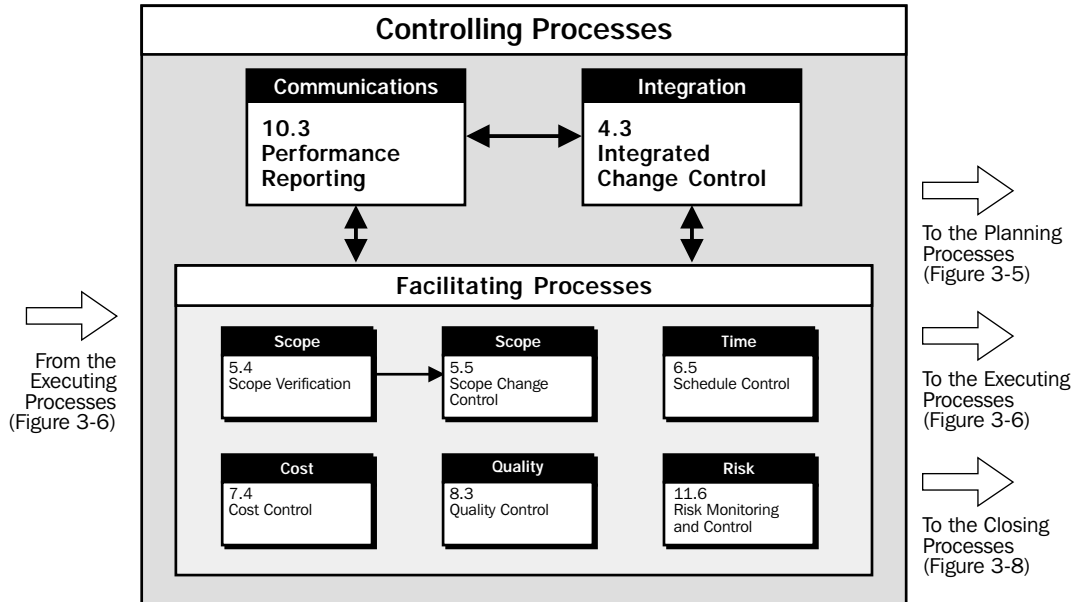 Controlling Processes
Communications
10.3
Performance
Reporting
Integration
4.3
Integrated
Change Control
Facilitating Processes
Scope
5.4
Scope Verification
Scope
5.5
Scope Change
Control
Time
6.5
Schedule Control
Cost
7.4
Cost Control
Quality
8.3
Quality Control
Risk
11.6
Risk Monitoring
and Control
From the
Executing
Processes
(Figure 3-6)
To the Planning
Processes
(Figure 3-5)
To the Executing
Processes
(Figure 3-6)
To the Closing
Processes
(Figure 3-8)